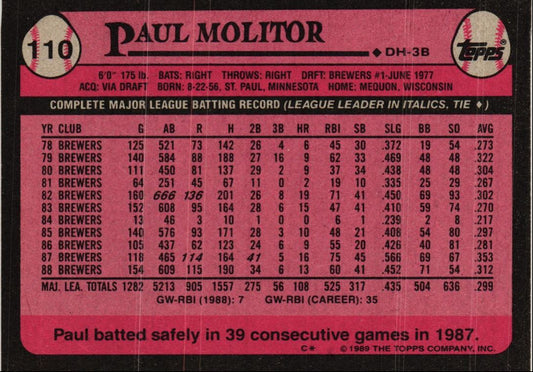 110
PAUL MOLITOR
◆ DH-3B
TOPPS
6'0" 175 lb. BATS: RIGHT THROWS: RIGHT DRFT: BREWERS #1-JUNE 1977
ACQ: VIA DRAFT BORN: 8-22-56, ST. PAUL, MINNESOTA HOME: MEQUON, WISCONSIN
COMPLETE MAJOR LEAGUE BATTING RECORD (LEAGUE LEADER IN ITALICS, TIE ◆)
YR CLUB G AB R H 2B 3B HR RBI SB SLG BB SO AVG
78 BREWERS 125 521 73 142 26 4 6 45 30 .372 19 54 .273
79 BREWERS 140 584 88 188 27 16 9 62 33 .469 48 48 .322
80 BREWERS 111 450 81 137 29 2 9 37 34 .438 48 48 .304
81 BREWERS 64 251 45 67 11 0 2 19 10 .335 25 29 .267
82 BREWERS 160 666 136 201 26 8 19 71 41 .450 69 93 .302
83 BREWERS 152 608 95 164 28 6 15 47 41 .410 59 74 .270
84 BREWERS 13 46 3 10 1 0 0 6 1 .239 2 8 .217
85 BREWERS 140 576 93 171 28 3 10 48 21 .408 54 80 .297
86 BREWERS 105 437 62 123 24 6 9 55 20 .426 40 81 .281
87 BREWERS 118 465 114 164 41 5 16 75 45 .566 69 67 .353
88 BREWERS 154 609 115 190 34 6 13 60 41 .452 71 54 .312
MAJ. LEA. TOTALS 1282 5213 905 1557 275 56 108 525 317 .435 504 636 .299
GW-RBI (1988): 7 GW-RBI (CAREER): 35
Paul batted safely in 39 consecutive games in 1987.
C* © 1989 THE TOPPS COMPANY, INC.